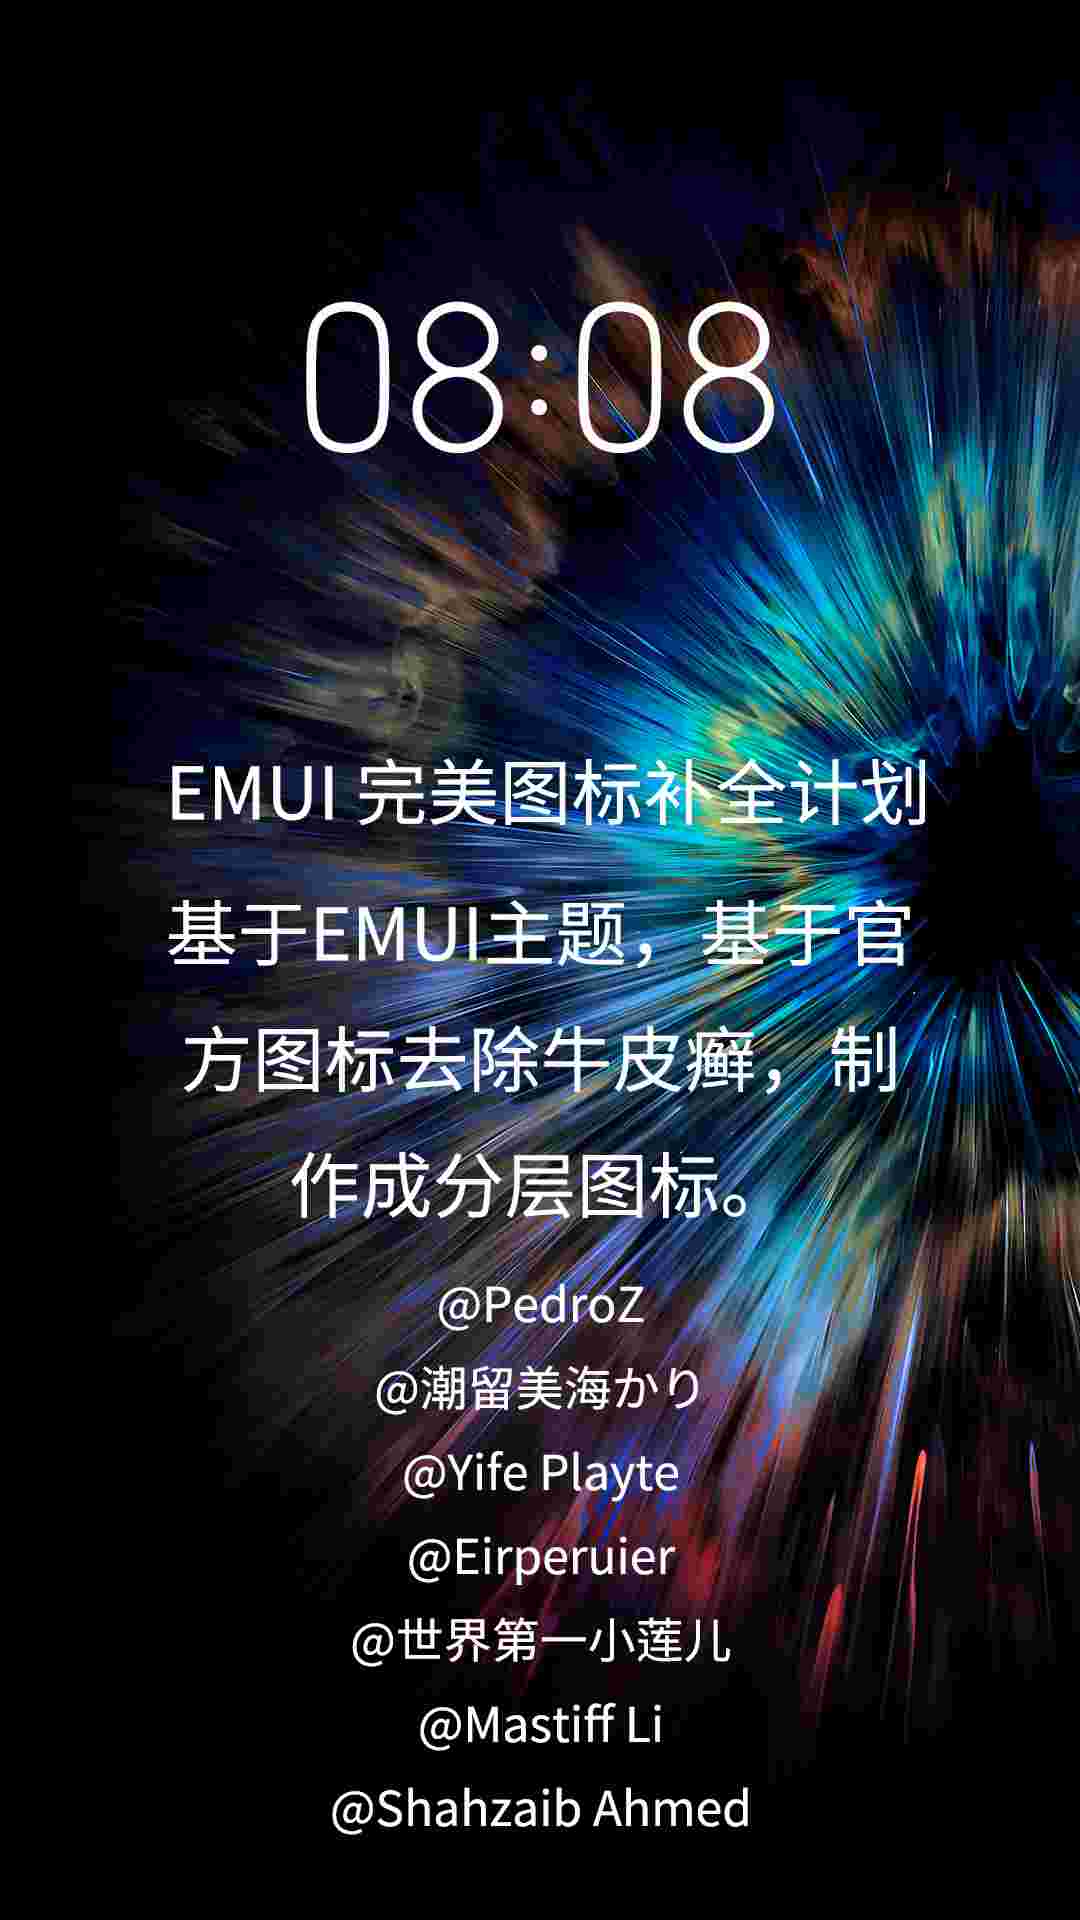 08:08
EMUI 完美图标补全计划
基于EMUI主题，基于官
方图标去除牛皮癣，制
作成分层图标。
@PedroZ
@潮留美海かり
@Yife Playte
@Eirperuier
@世界第一小莲儿
@Mastiff Li
@Shahzaib Ahmed